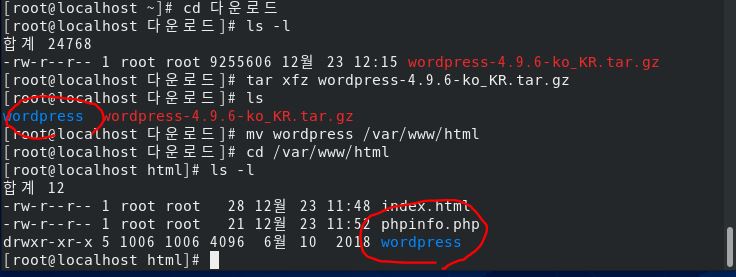 [root@localhost ~]# cd 다운로드
[root@localhost 다운로드]# ls -l
합계 24768
-rw-r--r-- 1 root root 9255606 12월 23 12:15 wordpress-4.9.6-ko_KR.tar.gz
[root@localhost 다운로드]# tar xfz wordpress-4.9.6-ko_KR.tar.gz
[root@localhost 다운로드]# ls
wordpress wordpress-4.9.6-ko_KR.tar.gz
[root@localhost 다운로드]# mv wordpress /var/www/html
[root@localhost 다운로드]# cd /var/www/html
[root@localhost html]# ls -l
합계 12
-rw-r--r-- 1 root root 28 12월 23 11:48 index.html
-rw-r--r-- 1 root root 21 12월 23 11:52 phpinfo.php
drwxr-xr-x 5 1006 1006 4096 6월 10 2018 wordpress
[root@localhost html]#